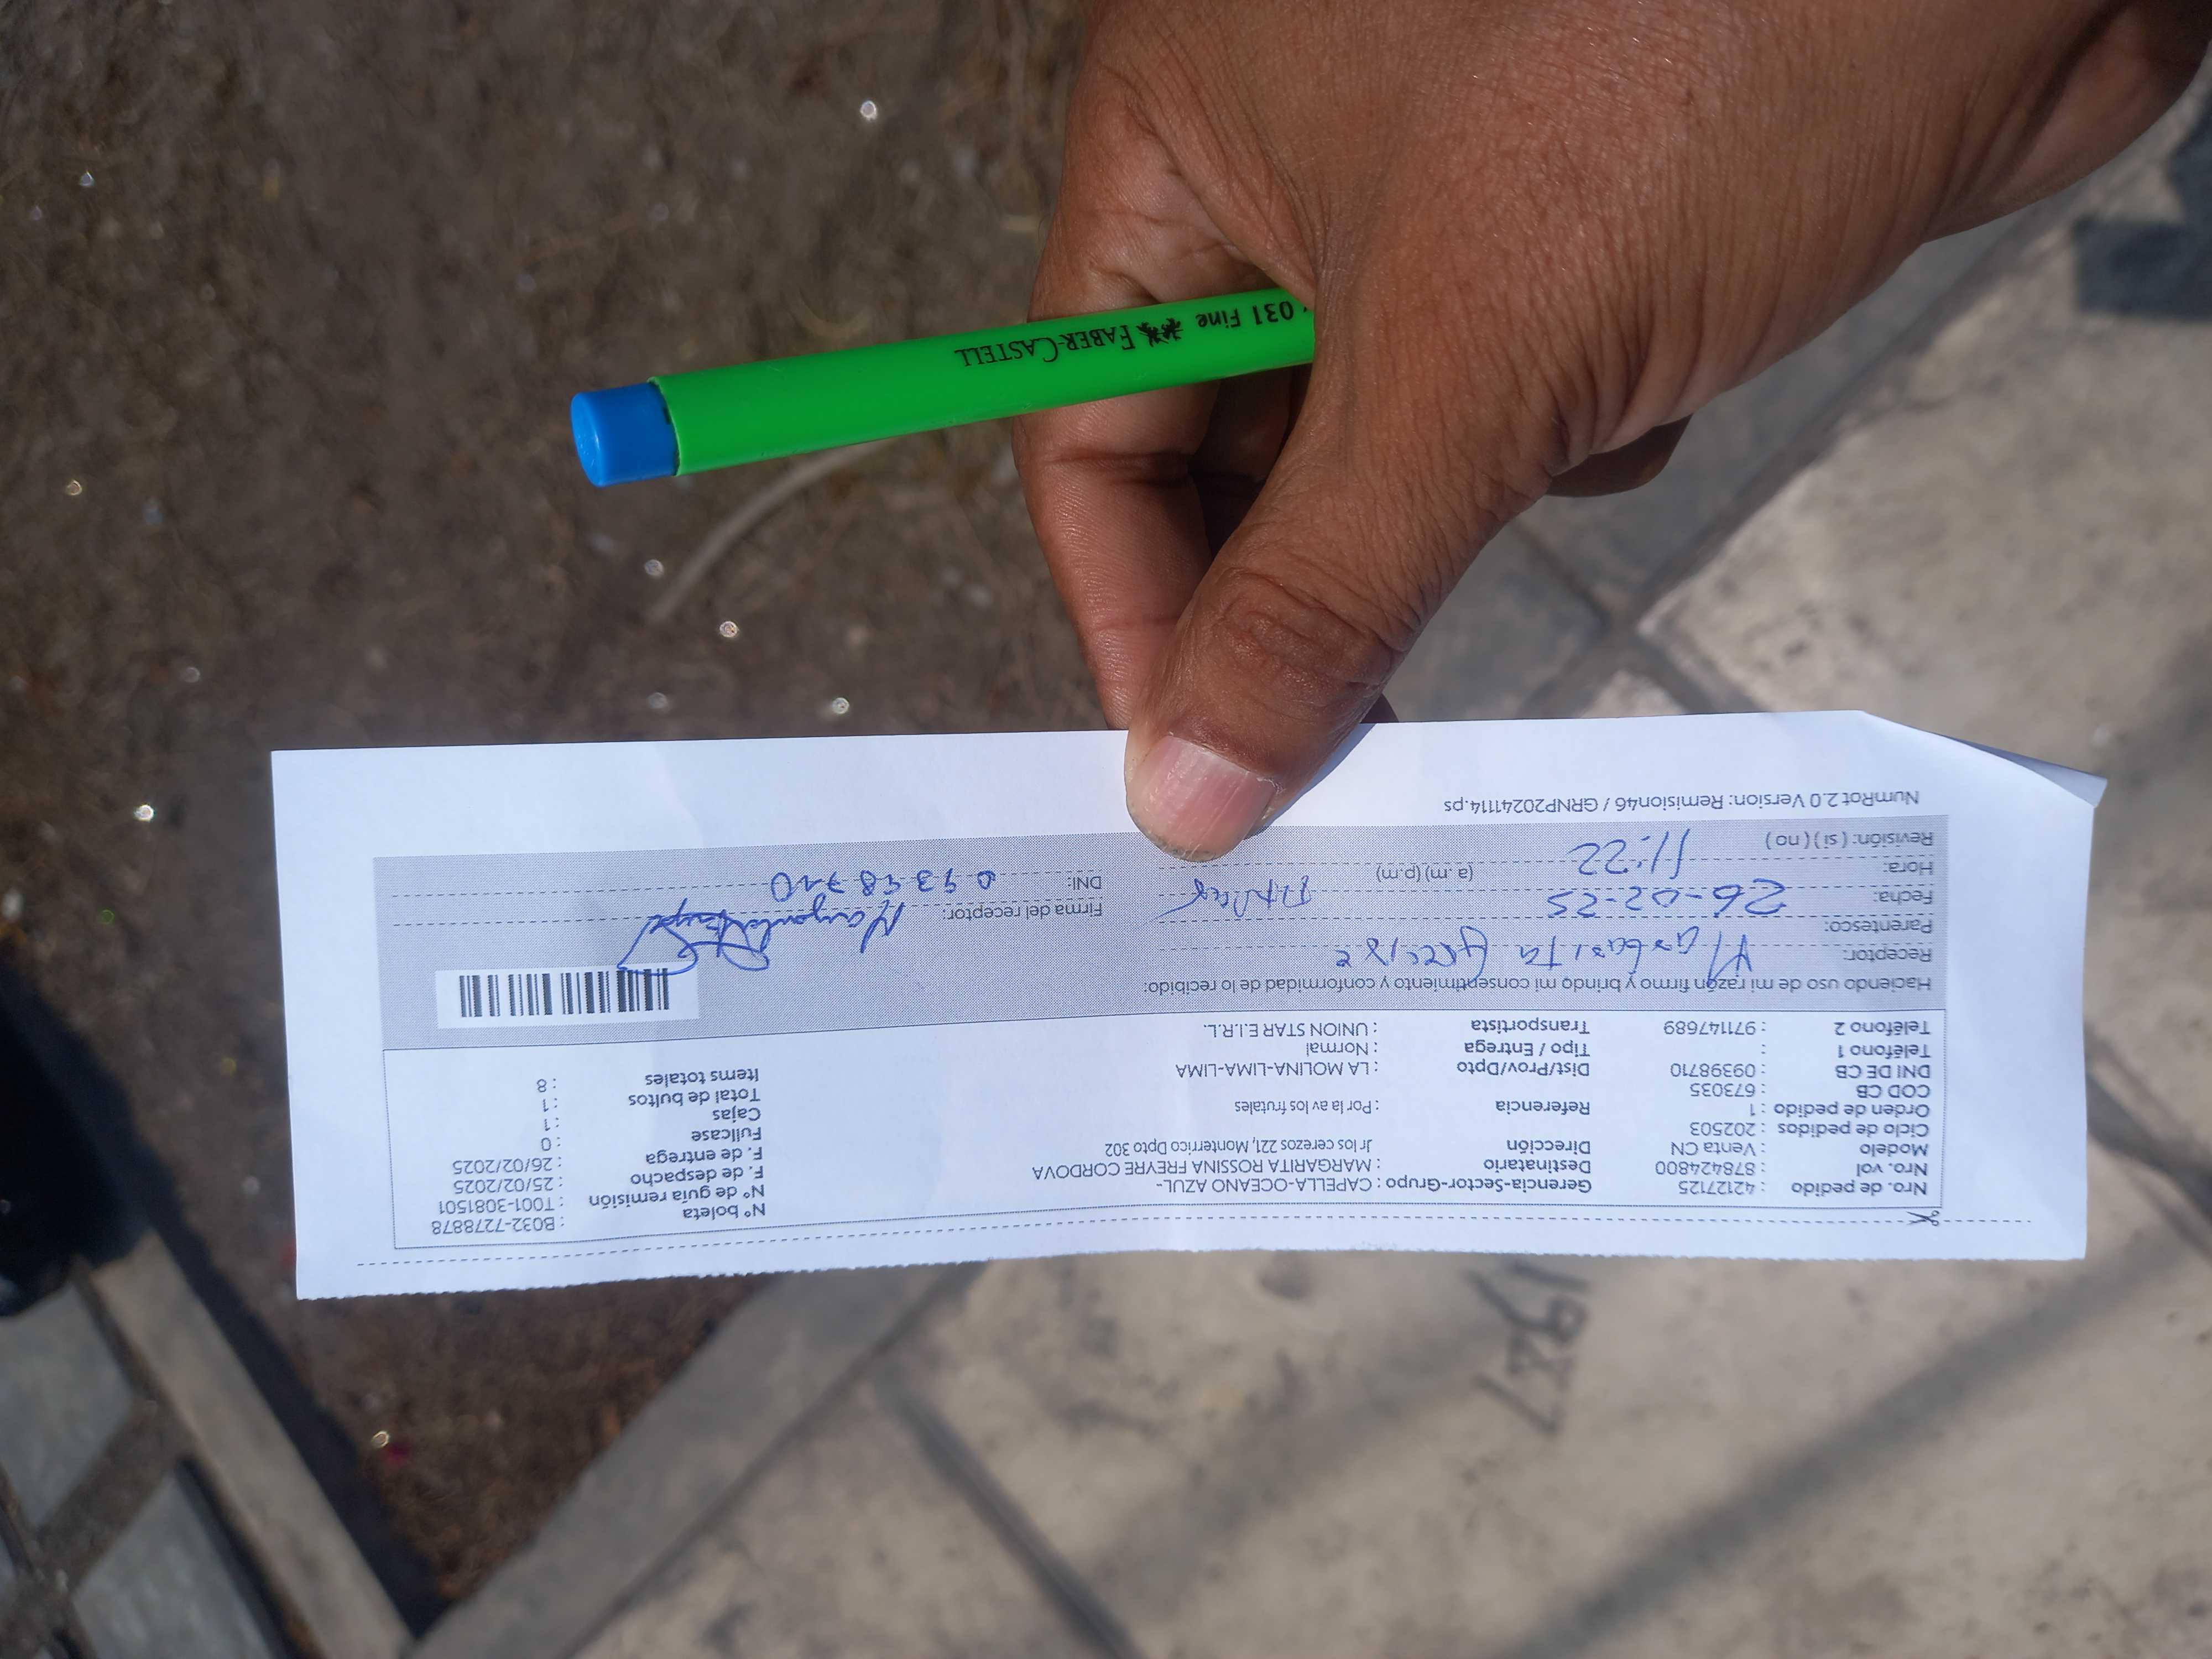 Nro. de pedido : 42127125 Gerencia-Sector-Grupo : CAPELLA-OCEANO AZUL- N° boleta : B032-7278878
Nro. vol : 878424800 Destinatario : MARGARITA ROSSINA FREYRE CORDOVA N° de guía remisión : T001-3081501
Modelo : Venta CN Dirección Jr los cerezos 221, Monterrico Dpto 302 F. de despacho : 25/02/2025
Ciclo de pedidos : 202503 F. de entrega : 26/02/2025
Orden de pedido : 1 Referencia : Por la av los frutales Fullcase : 0
COD CB : 673035 Cajas : 1
DNI DE CB : 09398710 Dist/Prov/Dpto : LA MOLINA-LIMA-LIMA Total de bultos : 1
Teléfono 1 : Tipo / Entrega : Normal Items totales : 8
Teléfono 2 : 971147689 Transportista : UNION STAR E.I.R.L.
Haciendo uso de mi razón firmo y brindo mi consentimiento y conformidad de lo recibido:
Receptor: Margarita
Parentesco: Titular Firma del receptor:
Fecha: 26-02-25 DNI: 09398710
Hora: 11:22 (a. m) (p.m)
Revisión: ( si ) ( no )
NumRot 2.0 Version: Remision46 / GRNP20241114.ps
FABER-CASTELL 031 Fine
1987